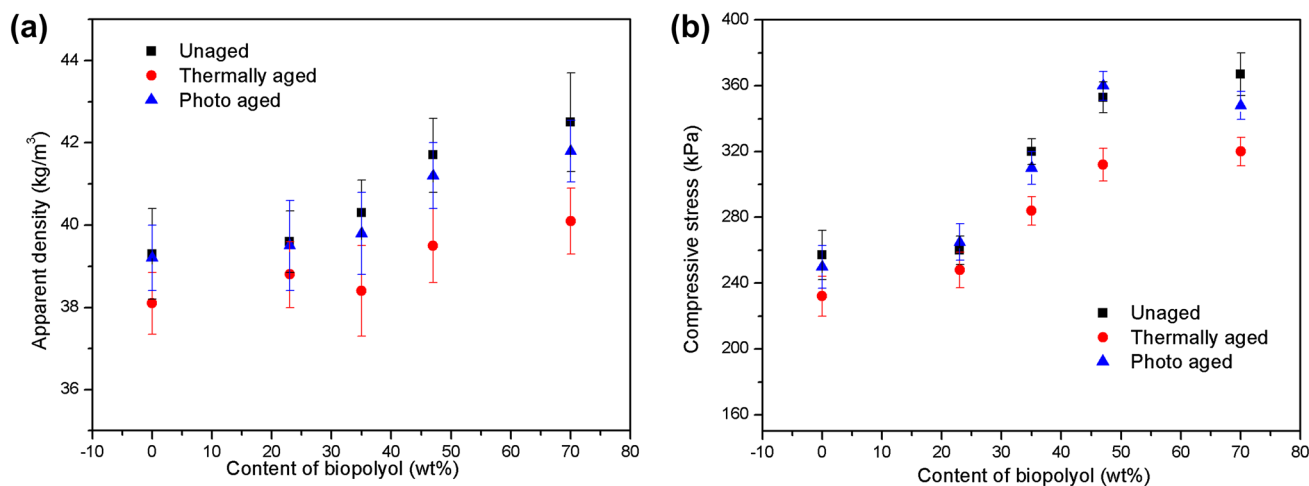 (a)
Unaged
Thermally aged
Photo aged
44
42
40
38
36
Apparent density (kg/m³)
-10 0 10 20 30 40 50 60 70 80
Content of biopolyol (wt%)
(b)
400
360
320
280
240
200
160
Compressive stress (kPa)
Unaged
Thermally aged
Photo aged
-10 0 10 20 30 40 50 60 70 80
Content of biopolyol (wt%)